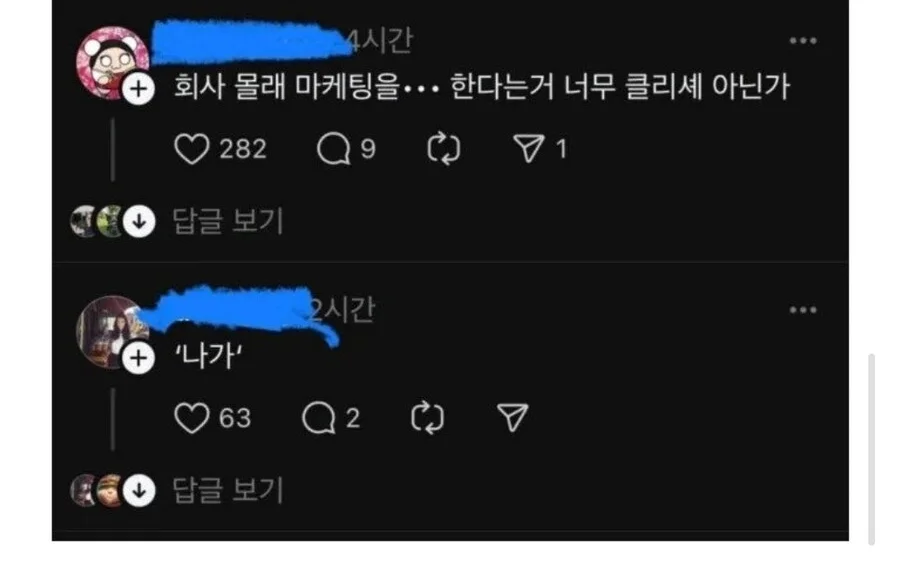 4시간
회사 몰래 마케팅을... 한다는거 너무 클리셰 아닌가
282 9 1
답글 보기
2시간
‘나가‘
63 2
답글 보기